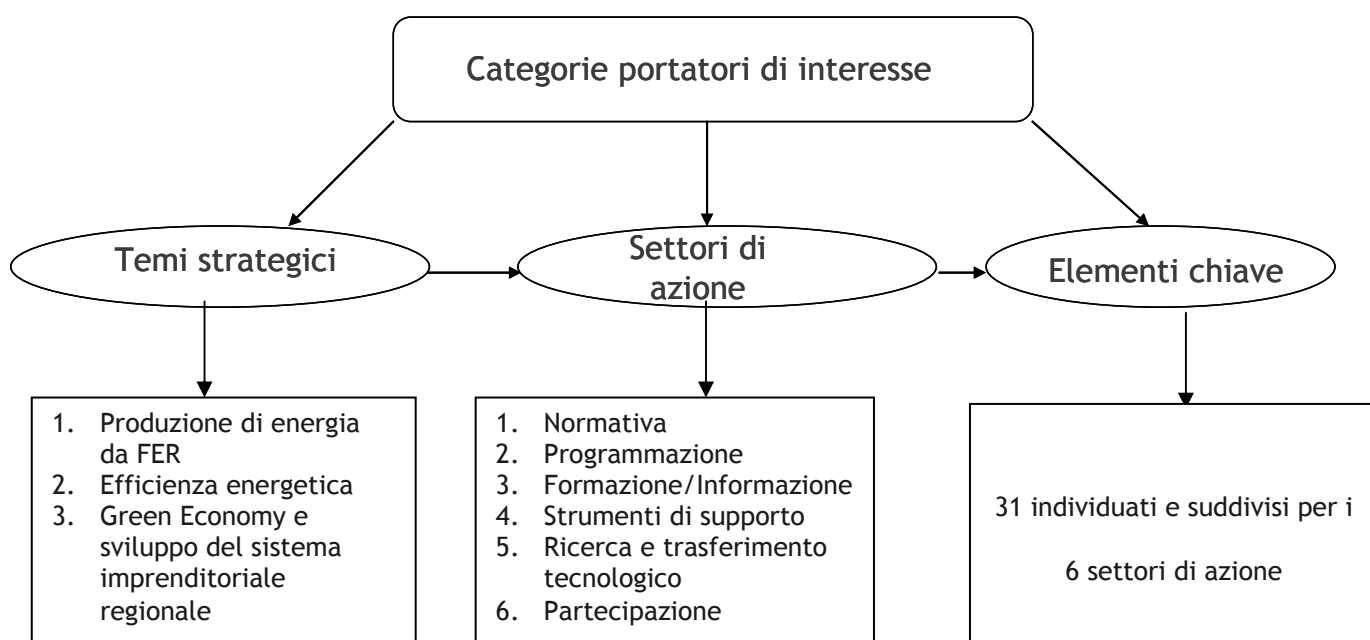 Categorie portatori di interesse
Temi strategici
Settori di
azione
Elementi chiave
1. Produzione di energia
da FER
2. Efficienza energetica
3. Green Economy e
sviluppo del sistema
imprenditoriale
regionale
1. Normativa
2. Programmazione
3. Formazione/Informazione
4. Strumenti di supporto
5. Ricerca e trasferimento
tecnologico
6. Partecipazione
31 individuati e suddivisi per i
6 settori di azione